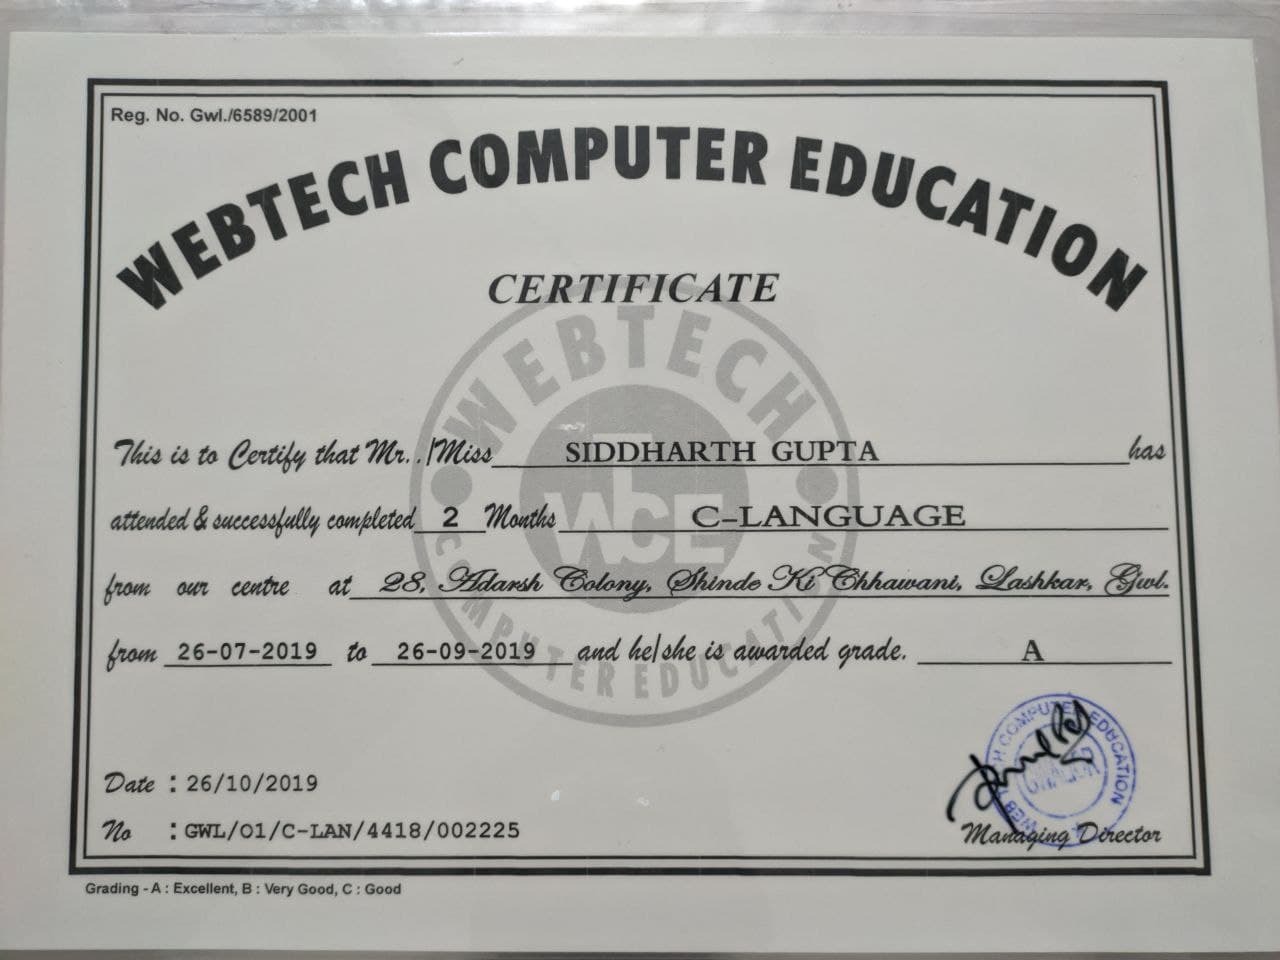 Reg. No. Gwl./6589/2001
WEBTECH COMPUTER EDUCATION
CERTIFICATE
WEBTECH
WCE
COMPUTER EDUCATION
This is to Certify that Mr. ./Miss SIDDHARTH GUPTA has
attended & successfully completed 2 Months C-LANGUAGE
from our centre at 28, Adarsh Colony, Shinde Ki Chhawani, Lashkar, Gwl.
from 26-07-2019 to 26-09-2019 and he/she is awarded grade. A
Date : 26/10/2019
No : GWL/01/C-LAN/4418/002225
WEBTECH COMPUTER EDUCATION
GWALIOR
Managing Director
Grading - A : Excellent, B : Very Good, C : Good